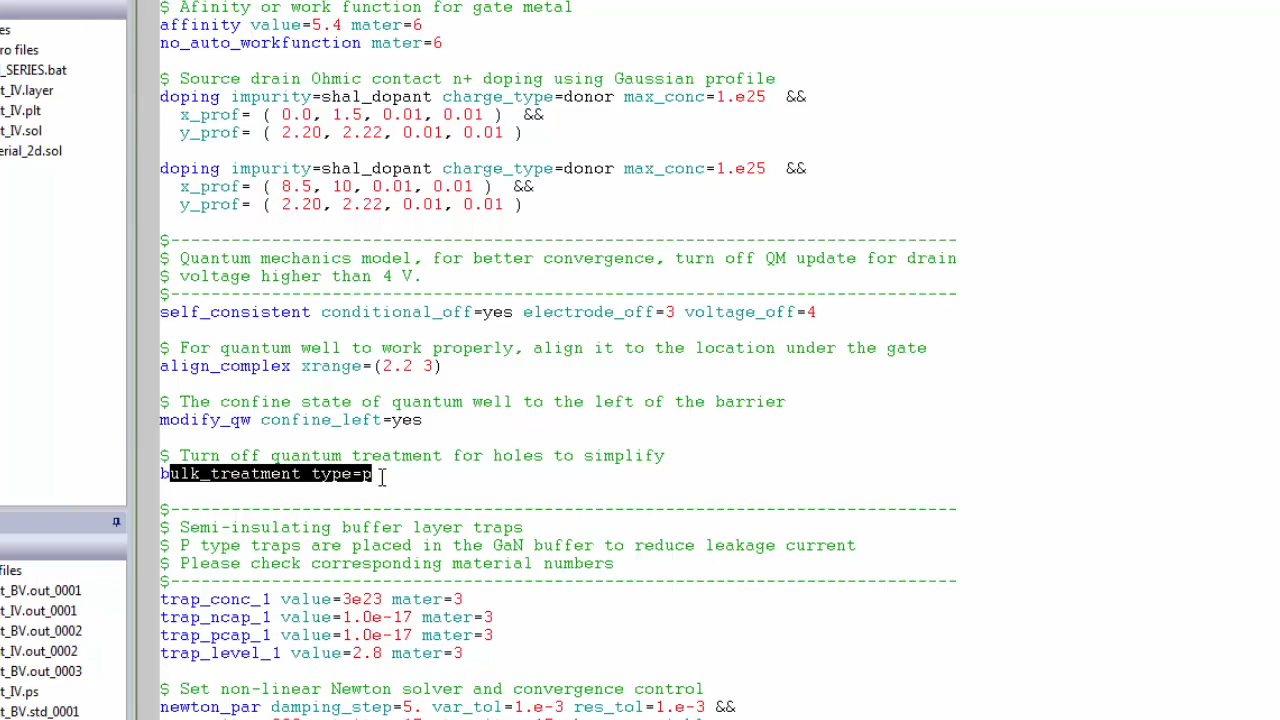 es
ro files
_SERIES.bat
t_IV.layer
t_IV.plt
t_IV.sol
erial_2d.sol
files
t_BV.out_0001
t_IV.out_0001
t_BV.out_0002
t_IV.out_0002
t_BV.out_0003
t_IV.ps
t_BV.std_0001
$ Afinity or work function for gate metal
affinity value=5.4 mater=6
no_auto_workfunction mater=6
$ Source drain Ohmic contact n+ doping using Gaussian profile
doping impurity=shal_dopant charge_type=donor max_conc=1.e25 &&
x_prof= ( 0.0, 1.5, 0.01, 0.01 ) &&
y_prof= ( 2.20, 2.22, 0.01, 0.01 )
doping impurity=shal_dopant charge_type=donor max_conc=1.e25 &&
x_prof= ( 8.5, 10, 0.01, 0.01 ) &&
y_prof= ( 2.20, 2.22, 0.01, 0.01 )
$------------------------------------------------------------------------------
$ Quantum mechanics model, for better convergence, turn off QM update for drain
$ voltage higher than 4 V.
$------------------------------------------------------------------------------
self_consistent conditional_off=yes electrode_off=3 voltage_off=4
$ For quantum well to work properly, align it to the location under the gate
align_complex xrange=(2.2 3)
$ The confine state of quantum well to the left of the barrier
modify_qw confine_left=yes
$ Turn off quantum treatment for holes to simplify
bulk_treatment type=p
$------------------------------------------------------------------------------
$ Semi-insulating buffer layer traps
$ P type traps are placed in the GaN buffer to reduce leakage current
$ Please check corresponding material numbers
$------------------------------------------------------------------------------
trap_conc_1 value=3e23 mater=3
trap_ncap_1 value=1.0e-17 mater=3
trap_pcap_1 value=1.0e-17 mater=3
trap_level_1 value=2.8 mater=3
$ Set non-linear Newton solver and convergence control
newton_par damping_step=5. var_tol=1.e-3 res_tol=1.e-3 &&